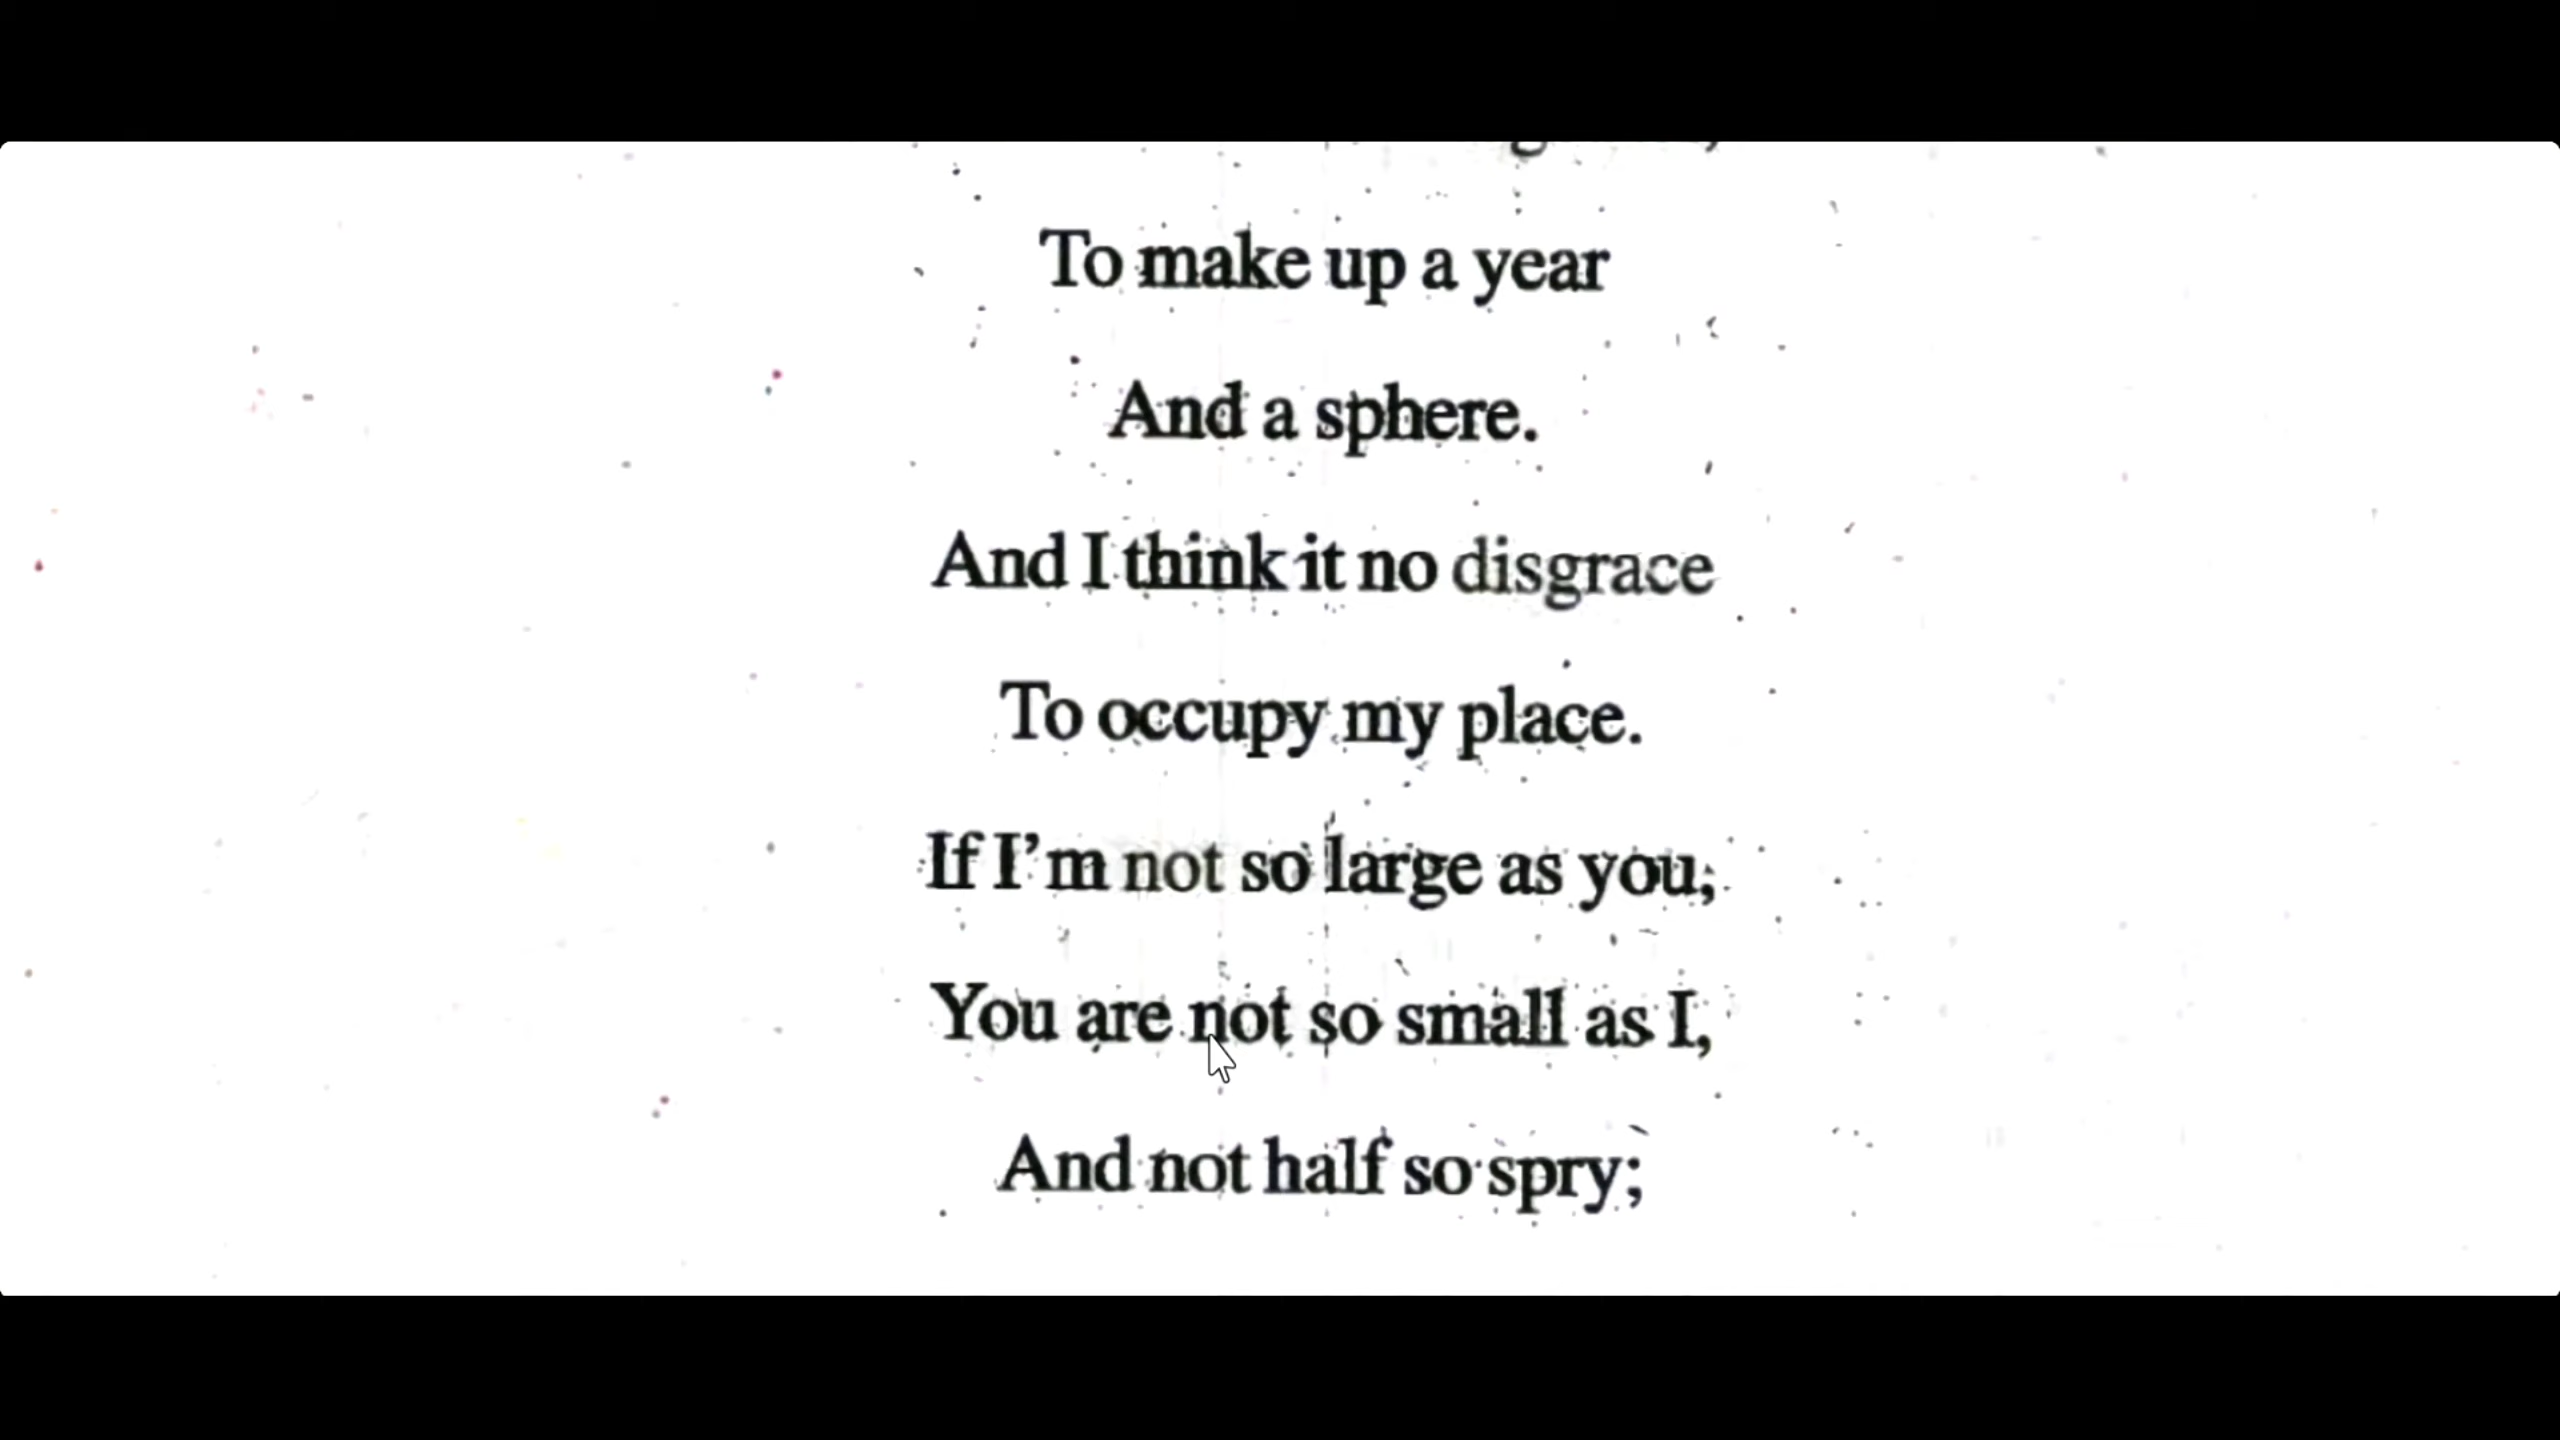 To make up a year
And a sphere.
And I think it no disgrace
To occupy my place.
If I’m not so large as you,
You are not so small as I,
And not half so spry;